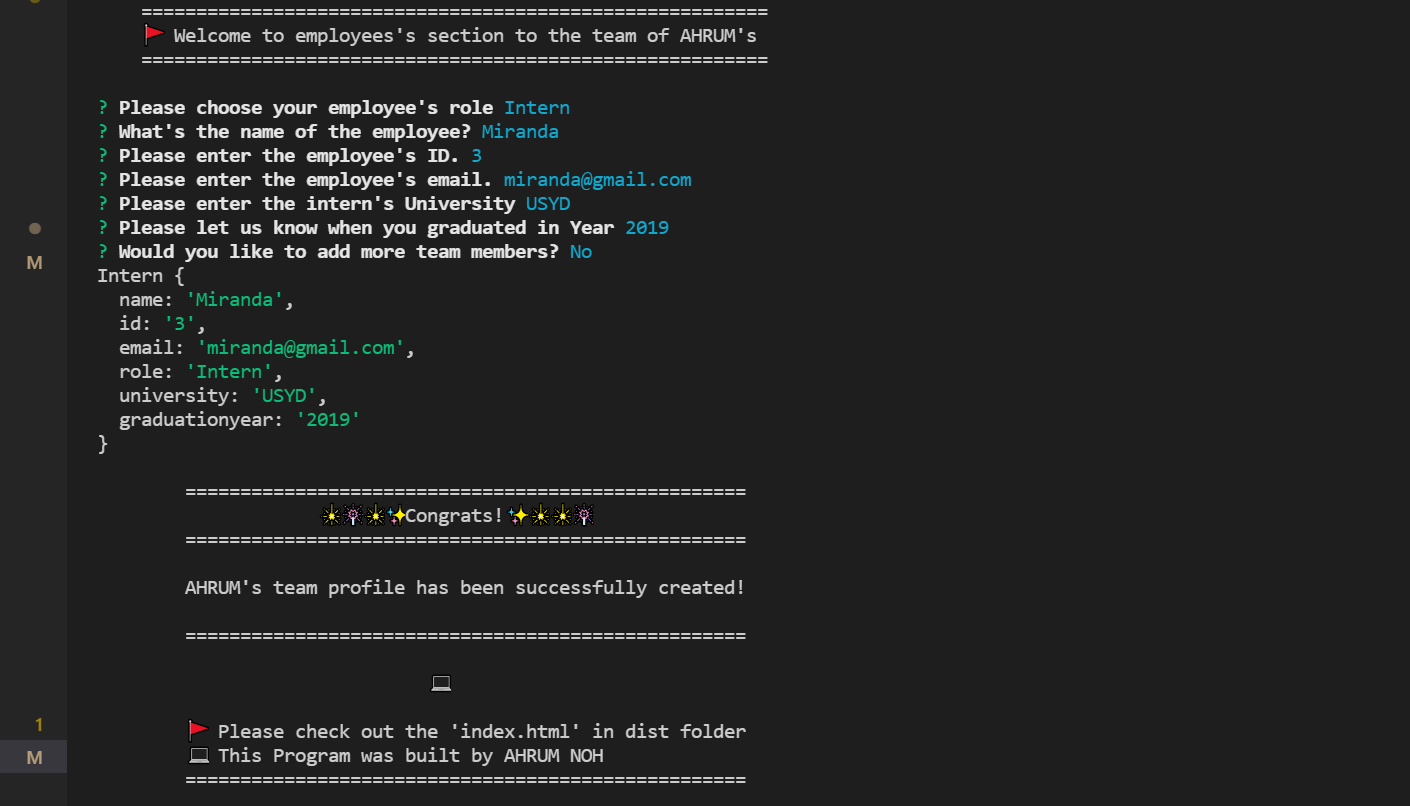 =========================================================
🚩 Welcome to employees's section to the team of AHRUM's
=========================================================
? Please choose your employee's role Intern
? What's the name of the employee? Miranda
? Please enter the employee's ID. 3
? Please enter the employee's email. miranda@gmail.com
? Please enter the intern's University USYD
? Please let us know when you graduated in Year 2019
? Would you like to add more team members? No
M
Intern {
name: 'Miranda',
id: '3',
email: 'miranda@gmail.com',
role: 'Intern',
university: 'USYD',
graduationyear: '2019'
}
===================================================
Congrats!
===================================================
AHRUM's team profile has been successfully created!
===================================================
💻
1
🚩 Please check out the 'index.html' in dist folder
M
💻 This Program was built by AHRUM NOH
===================================================